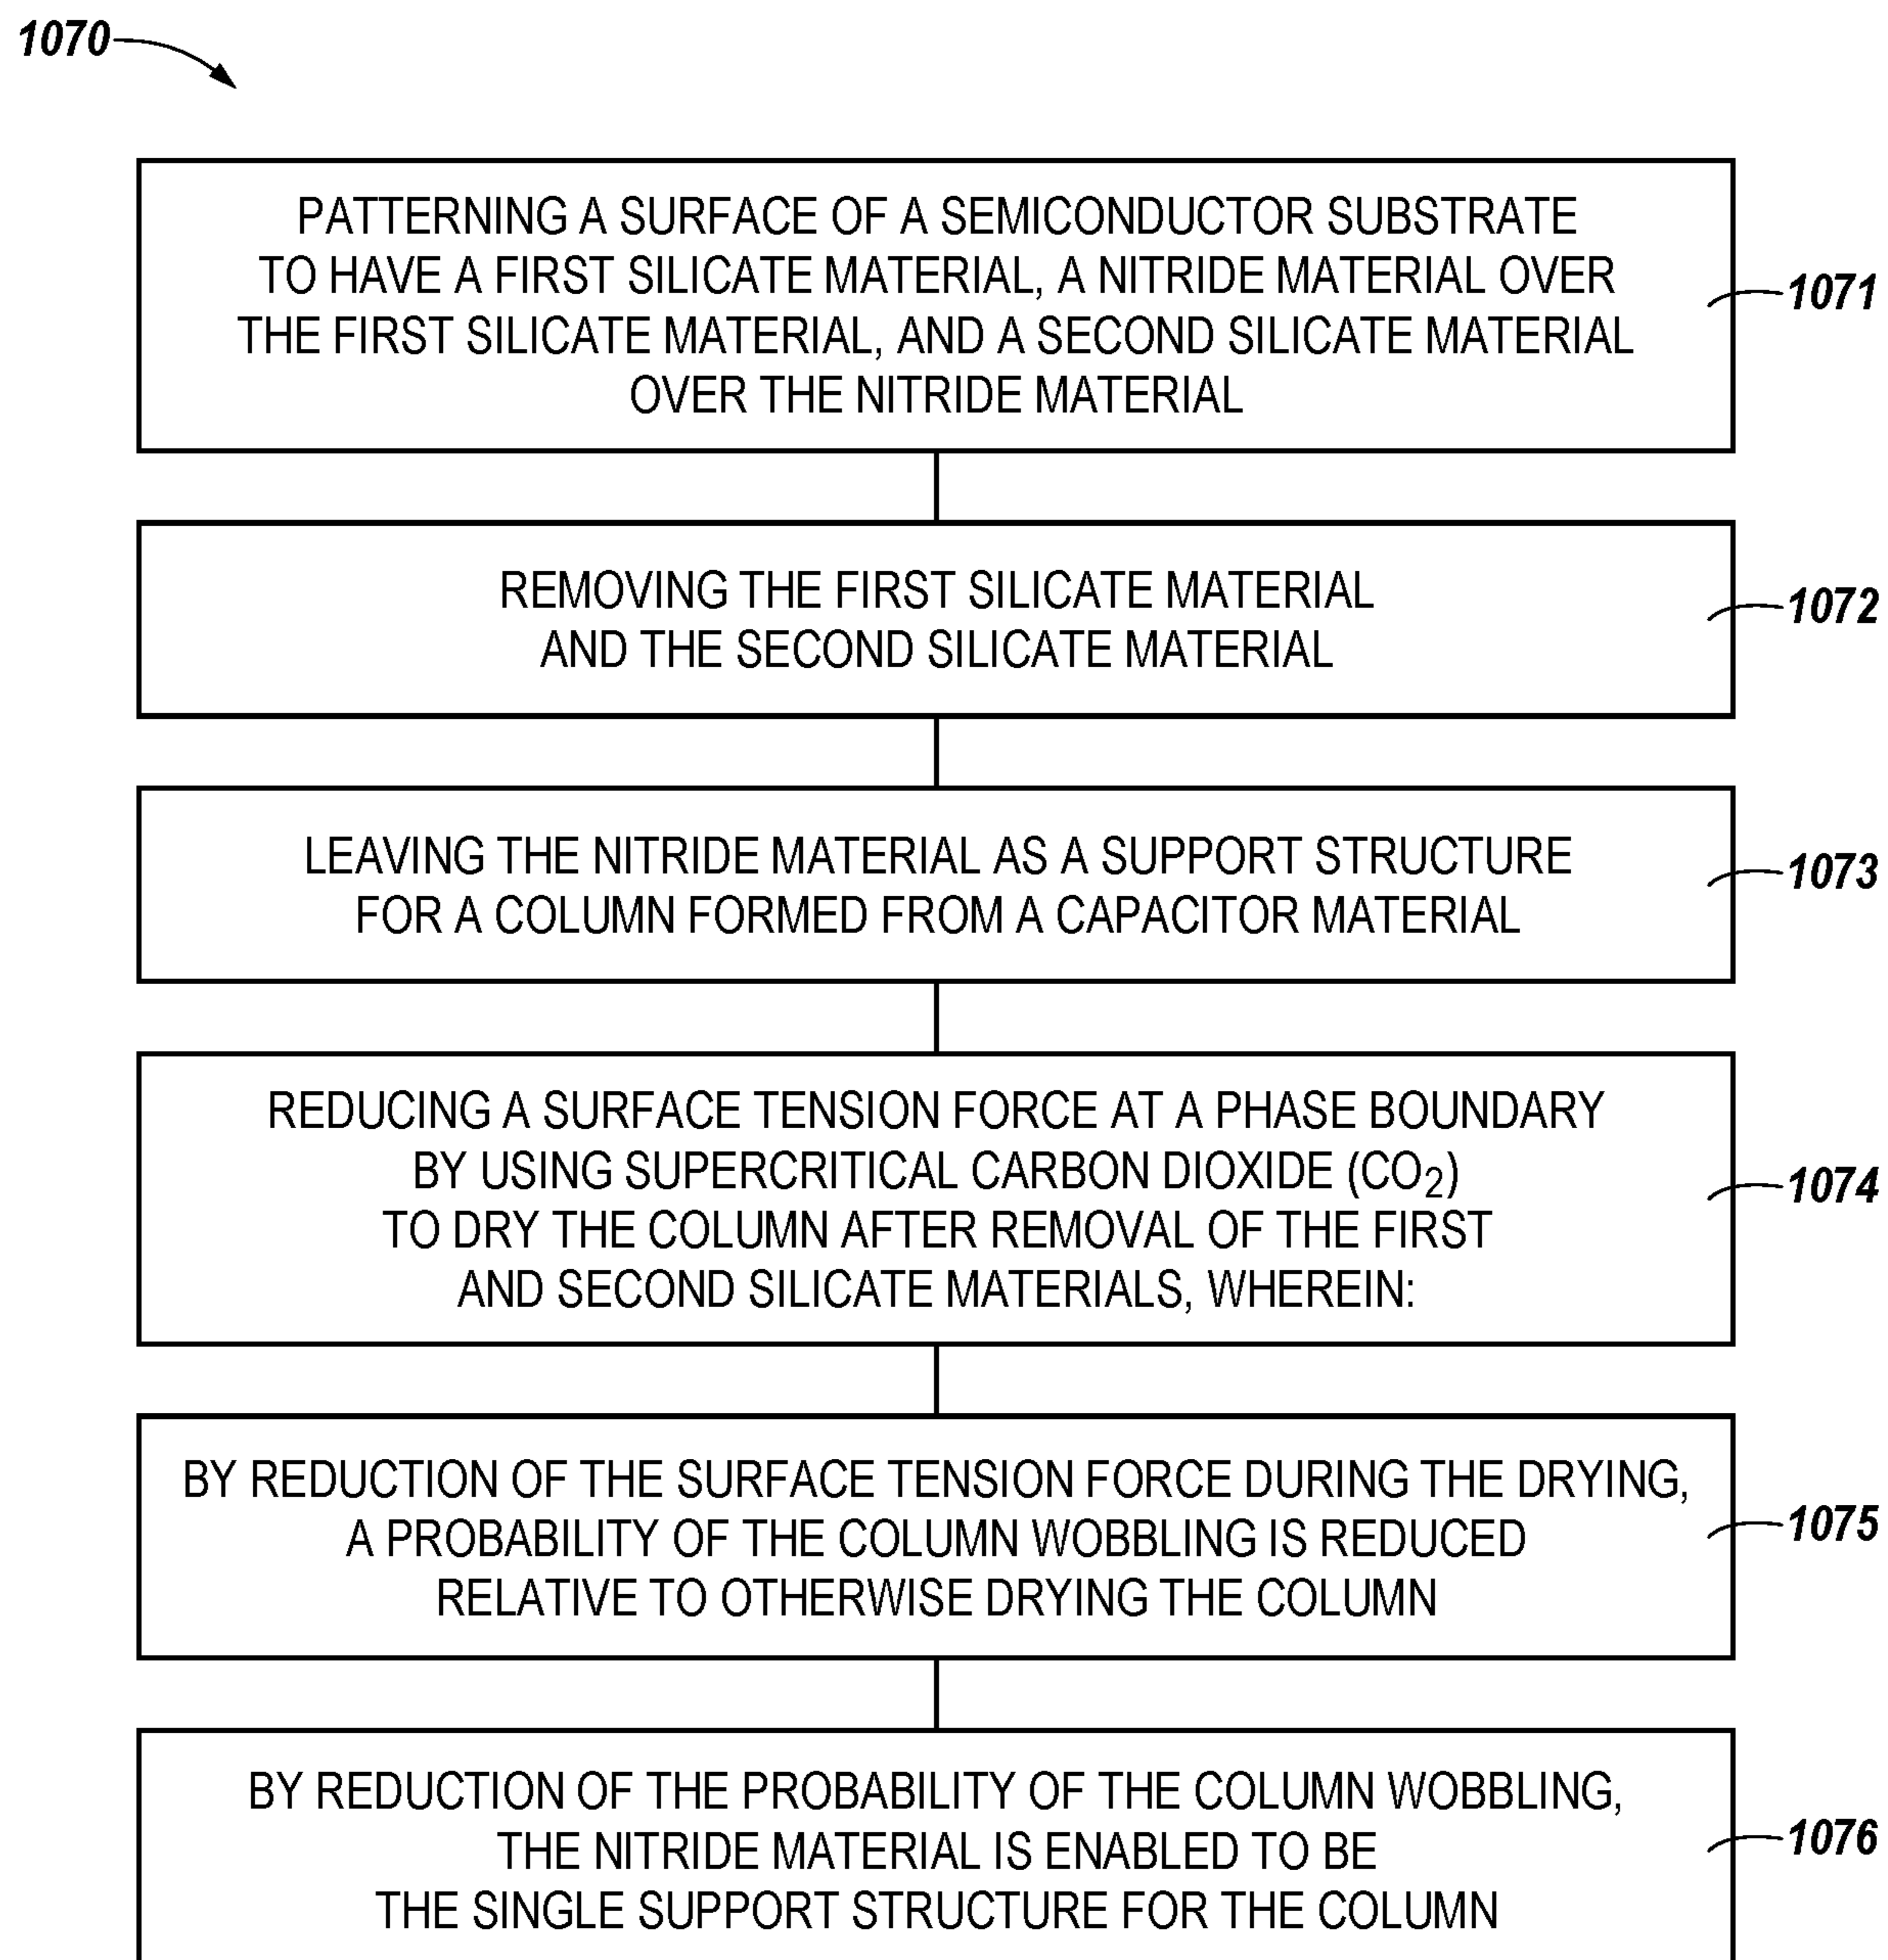 1070
PATTERNING A SURFACE OF A SEMICONDUCTOR SUBSTRATE
TO HAVE A FIRST SILICATE MATERIAL, A NITRIDE MATERIAL OVER
THE FIRST SILICATE MATERIAL, AND A SECOND SILICATE MATERIAL
OVER THE NITRIDE MATERIAL
1071
REMOVING THE FIRST SILICATE MATERIAL
AND THE SECOND SILICATE MATERIAL
1072
LEAVING THE NITRIDE MATERIAL AS A SUPPORT STRUCTURE
FOR A COLUMN FORMED FROM A CAPACITOR MATERIAL
1073
REDUCING A SURFACE TENSION FORCE AT A PHASE BOUNDARY
BY USING SUPERCRITICAL CARBON DIOXIDE (CO₂)
TO DRY THE COLUMN AFTER REMOVAL OF THE FIRST
AND SECOND SILICATE MATERIALS, WHEREIN:
1074
BY REDUCTION OF THE SURFACE TENSION FORCE DURING THE DRYING,
A PROBABILITY OF THE COLUMN WOBBLING IS REDUCED
RELATIVE TO OTHERWISE DRYING THE COLUMN
1075
BY REDUCTION OF THE PROBABILITY OF THE COLUMN WOBBLING,
THE NITRIDE MATERIAL IS ENABLED TO BE
THE SINGLE SUPPORT STRUCTURE FOR THE COLUMN
1076